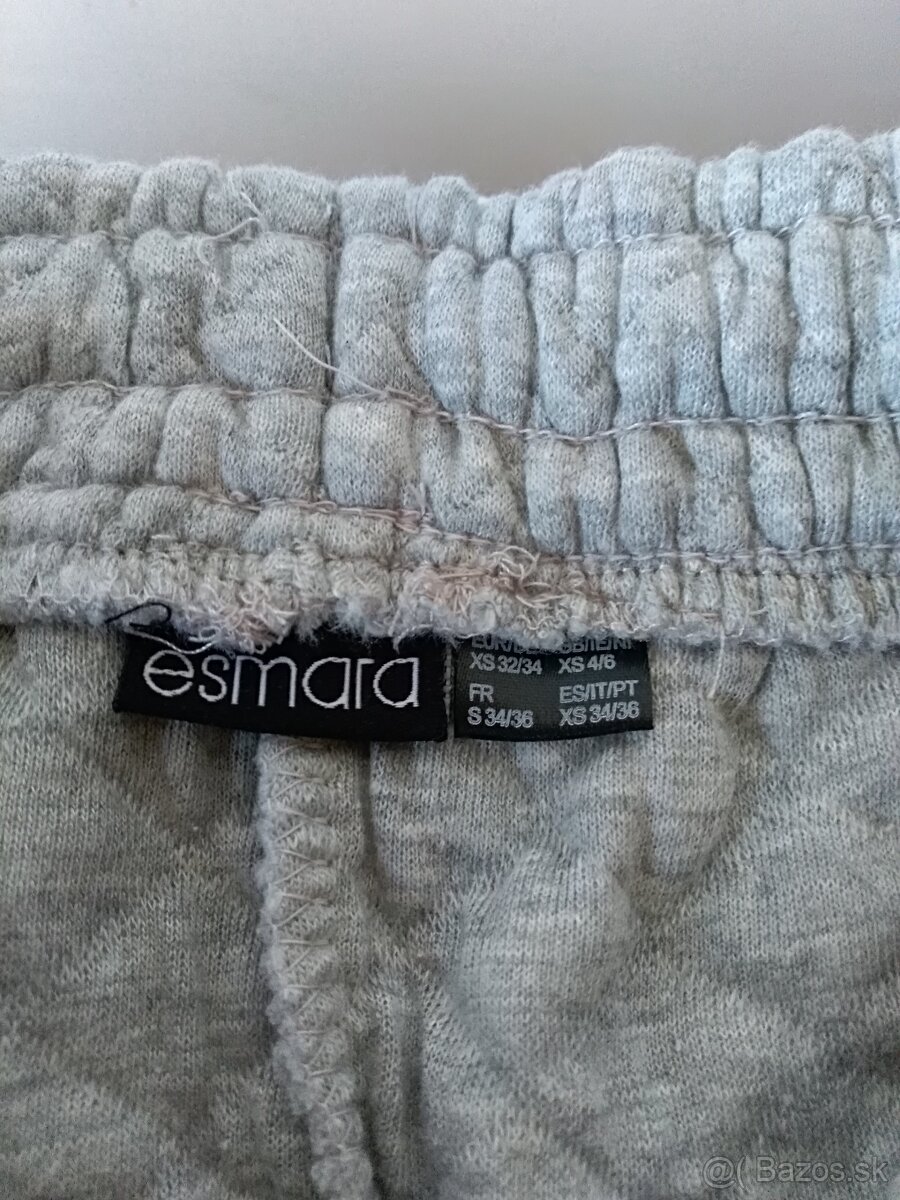 esmara
XS 32/34 XS 4/6
FR ES/IT/PT
S 34/36 XS 34/36
@( Bazos.sk